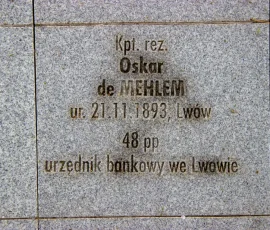 Kpt. rez.
Oskar
de MEHLEM
ur. 21.11.1893, Lwów
48 pp
urzędnik bankowy we Lwowie